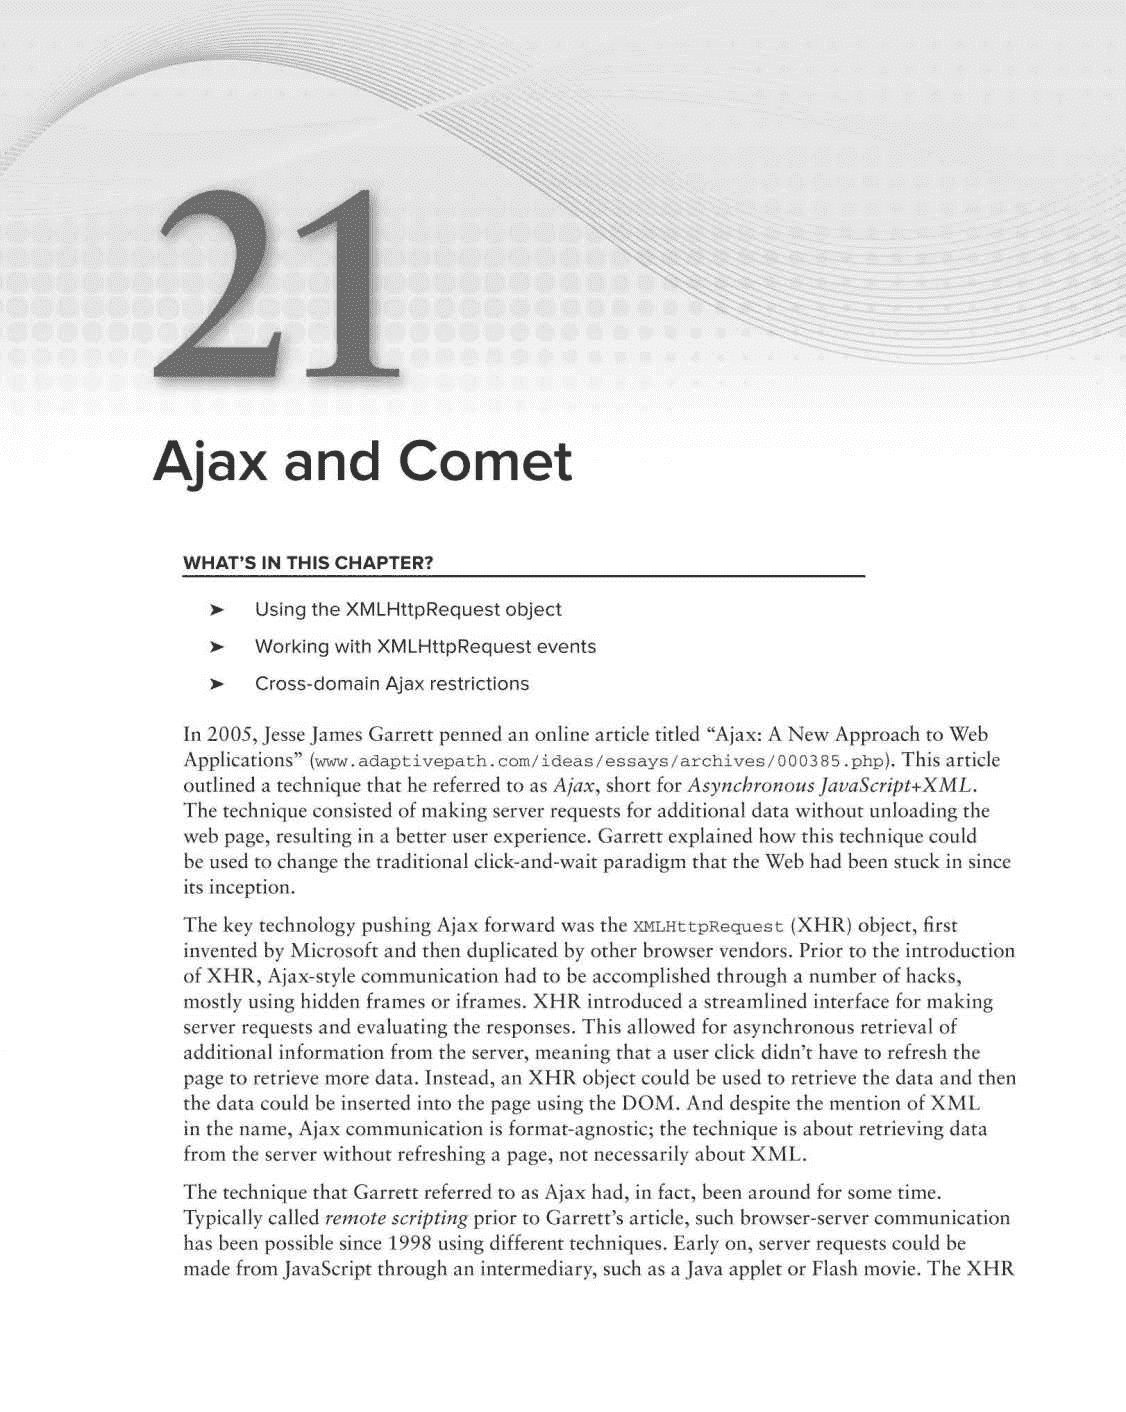 21
Ajax and Comet
WHAT'S IN THIS CHAPTER?
➤ Using the XMLHttpRequest object
➤ Working with XMLHttpRequest events
➤ Cross-domain Ajax restrictions
In 2005, Jesse James Garrett penned an online article titled “Ajax: A New Approach to Web
Applications” (www.adaptivepath.com/ideas/essays/archives/000385.php). This article
outlined a technique that he referred to as Ajax, short for Asynchronous JavaScript+XML.
The technique consisted of making server requests for additional data without unloading the
web page, resulting in a better user experience. Garrett explained how this technique could
be used to change the traditional click-and-wait paradigm that the Web had been stuck in since
its inception.
The key technology pushing Ajax forward was the XMLHttpRequest (XHR) object, first
invented by Microsoft and then duplicated by other browser vendors. Prior to the introduction
of XHR, Ajax-style communication had to be accomplished through a number of hacks,
mostly using hidden frames or iframes. XHR introduced a streamlined interface for making
server requests and evaluating the responses. This allowed for asynchronous retrieval of
additional information from the server, meaning that a user click didn't have to refresh the
page to retrieve more data. Instead, an XHR object could be used to retrieve the data and then
the data could be inserted into the page using the DOM. And despite the mention of XML
in the name, Ajax communication is format-agnostic; the technique is about retrieving data
from the server without refreshing a page, not necessarily about XML.
The technique that Garrett referred to as Ajax had, in fact, been around for some time.
Typically called remote scripting prior to Garrett's article, such browser-server communication
has been possible since 1998 using different techniques. Early on, server requests could be
made from JavaScript through an intermediary, such as a Java applet or Flash movie. The XHR